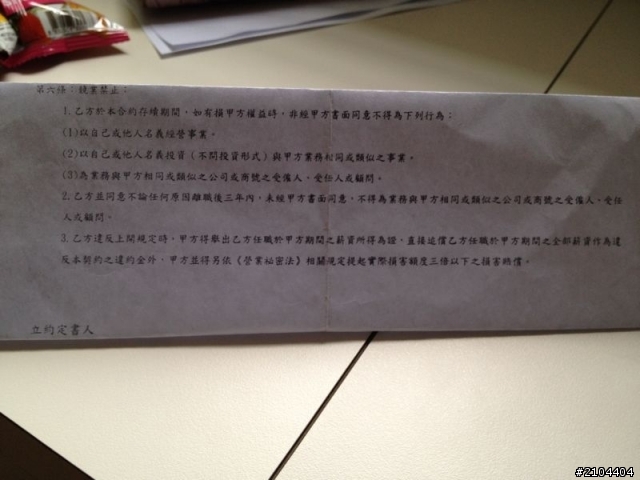 第六條:競業禁止:
1.乙方於本合約存續期間,如有損甲方權益時,非經甲方書面同意不得為下列行為:
(1)以自己或他人名義經營事業。
(2)以自己或他人名義投資(不問投資形式)與甲方業務相同或類似之事業。
(3)為業務與甲方相同或類似之公司或商號之受僱人、受任人或顧問。
2.乙方並同意不論任何原因離職後三年內,未經甲方書面同意,不得為業務與甲方相同或類似之公司或商號之受僱人、受任
人或顧問。
3.乙方違反上開規定時,甲方得舉出乙方任職於甲方期間之薪資所得為證,直接追償乙方任職於甲方期間之全部薪資作為違
反本契約之違約金外,甲方並得另依《營業祕密法》相關規定提起實際損害額度三倍以下之損害賠償。
立約定書人
#2104404